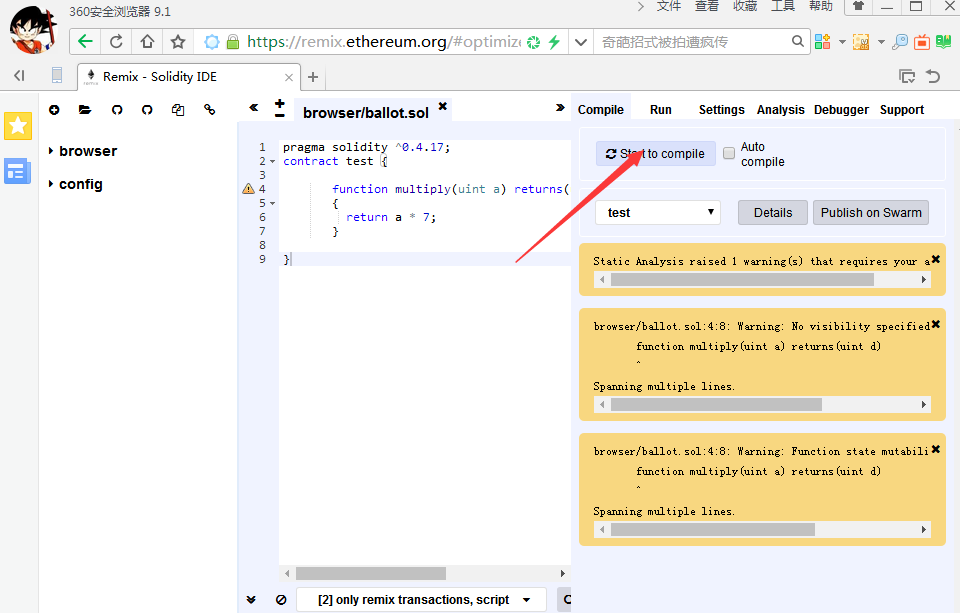 360安全浏览器 9.1
文件 查看 收藏 工具 帮助
https://remix.ethereum.org/#optimiz
奇葩招式被拍遭疯传
Remix - Solidity IDE
browser
config
browser/ballot.sol
1 pragma solidity ^0.4.17;
2 contract test {
3
4 function multiply(uint a) returns(
5 {
6 return a * 7;
7 }
8
9 }
[2] only remix transactions, script
Compile Run Settings Analysis Debugger Support
Start to compile
Auto
compile
test
Details
Publish on Swarm
Static Analysis raised 1 warning(s) that requires your a
browser/ballot.sol:4:8: Warning: No visibility specified
function multiply(uint a) returns(uint d)
^
Spanning multiple lines.
browser/ballot.sol:4:8: Warning: Function state mutabili
function multiply(uint a) returns(uint d)
^
Spanning multiple lines.